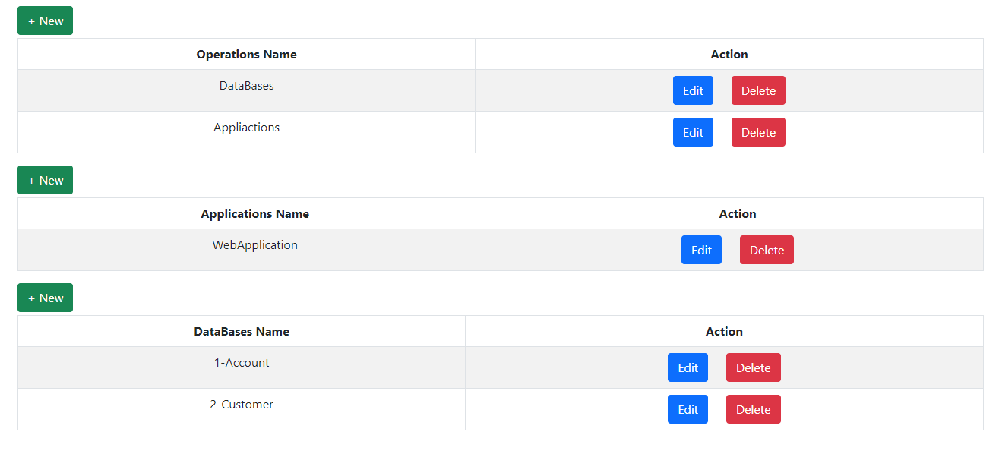 + New
Operations Name Action
DataBases Edit Delete
Appliactions Edit Delete
+ New
Applications Name Action
WebApplication Edit Delete
+ New
DataBases Name Action
1-Account Edit Delete
2-Customer Edit Delete